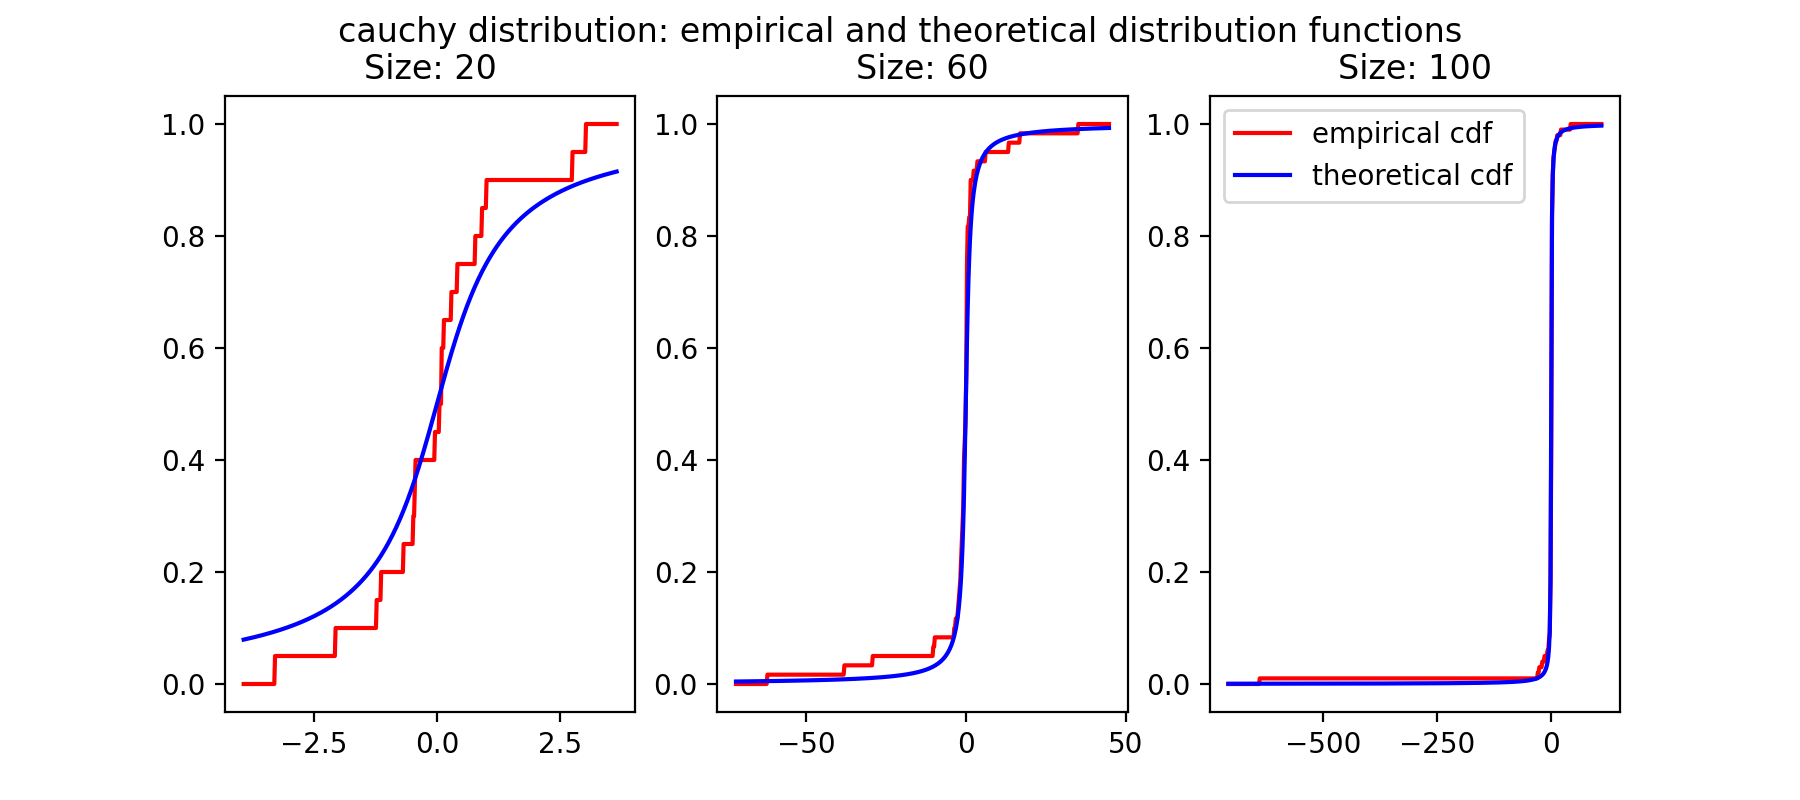 cauchy distribution: empirical and theoretical distribution functions
Size: 20
1.0
0.8
0.6
0.4
0.2
0.0
−2.5 0.0 2.5
Size: 60
1.0
0.8
0.6
0.4
0.2
0.0
−50 0 50
Size: 100
1.0
0.8
0.6
0.4
0.2
0.0
−500 −250 0
empirical cdf
theoretical cdf